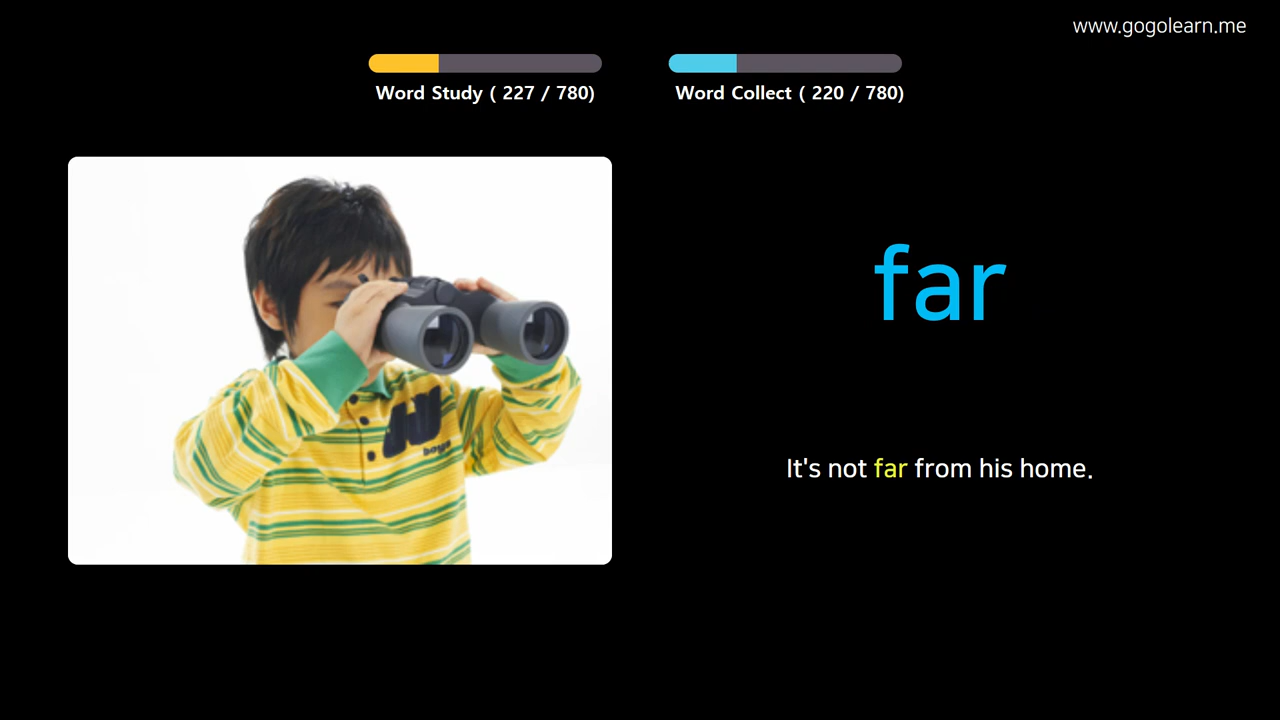 www.gogolearn.me
Word Study ( 227 / 780)
Word Collect ( 220 / 780)
far
It's not far from his home.